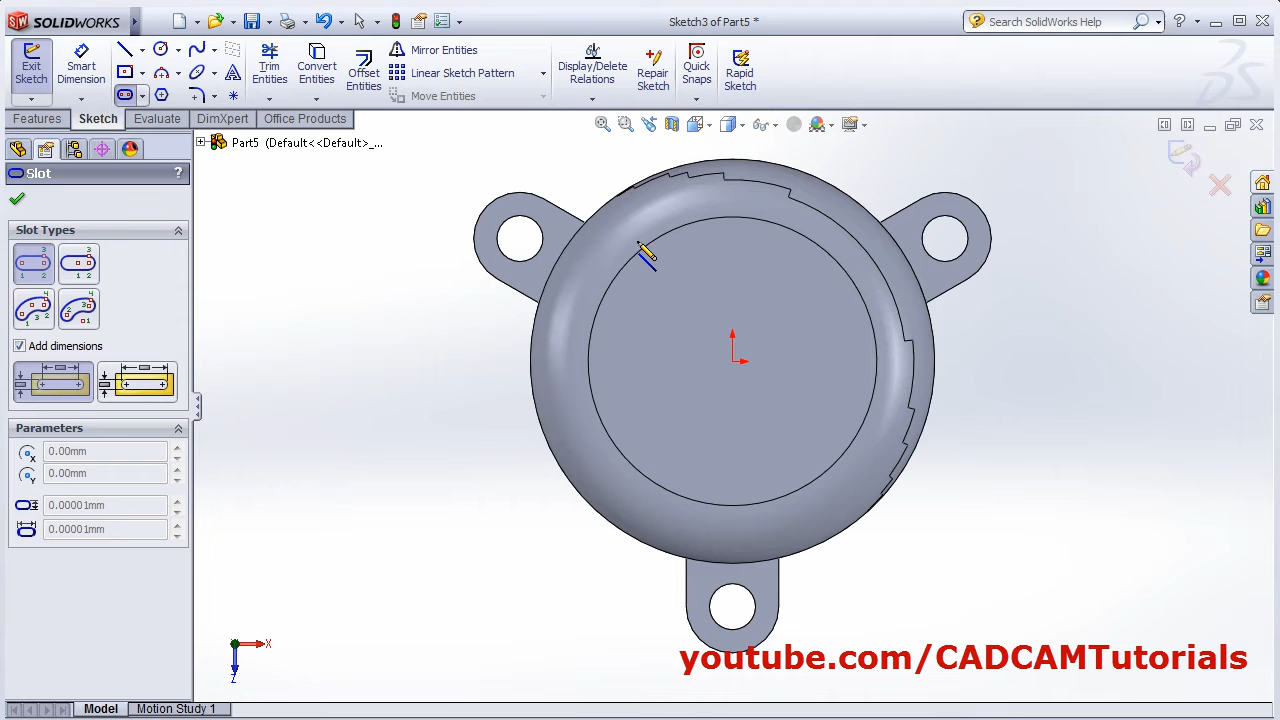 SOLIDWORKS
Sketch3 of Part5 *
Search SolidWorks Help
Exit Sketch
Smart Dimension
Trim Entities
Convert Entities
Offset Entities
Mirror Entities
Linear Sketch Pattern
Move Entities
Display/Delete Relations
Repair Sketch
Quick Snaps
Rapid Sketch
Features
Sketch
Evaluate
DimXpert
Office Products
Part5 (Default<<Default>_...
Slot
?
Slot Types
Add dimensions
Parameters
0.00mm
0.00mm
0.00001mm
0.00001mm
X
Z
youtube.com/CADCAMTutorials
Model
Motion Study 1